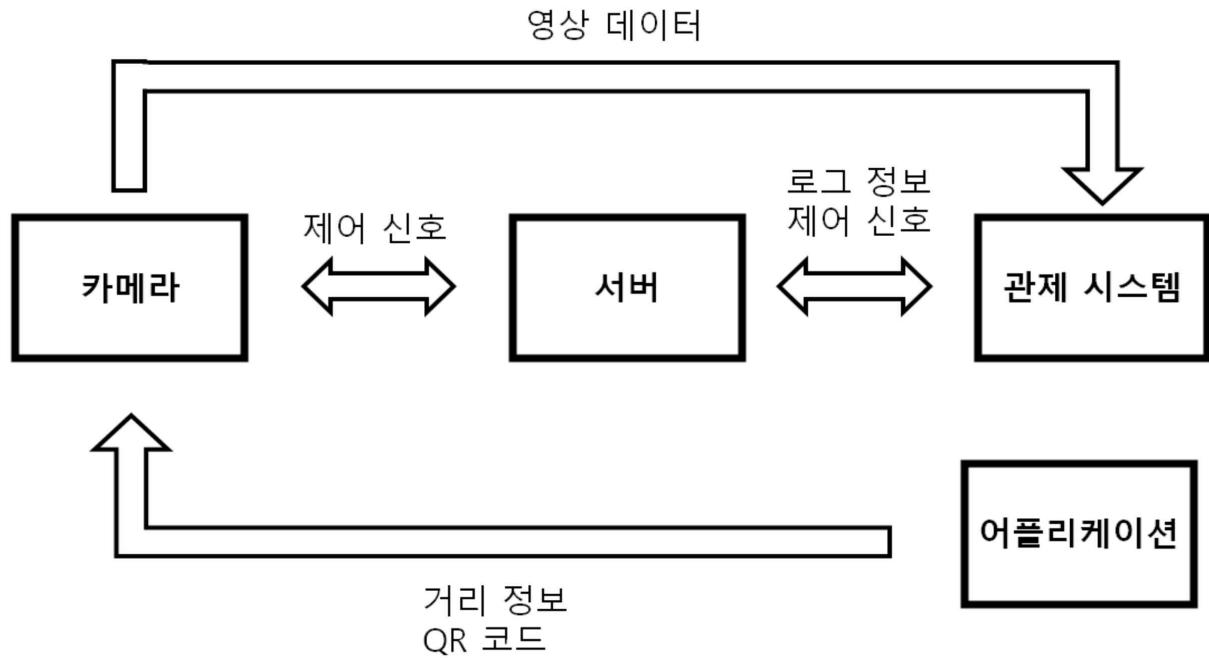 영상 데이터
로그 정보
제어 신호
제어 신호
카메라
서버
관제 시스템
어플리케이션
거리 정보
QR 코드